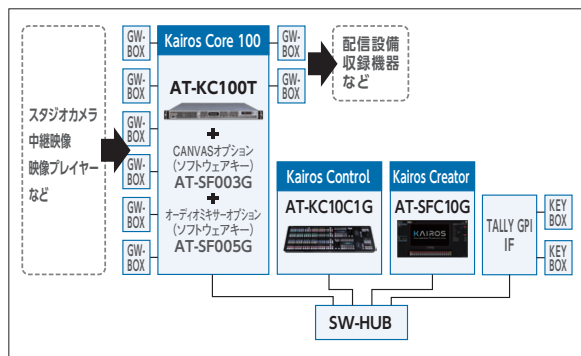 スタジオカメラ
中継映像
映像プレイヤー
など
GW-
BOX
GW-
BOX
GW-
BOX
GW-
BOX
GW-
BOX
GW-
BOX
Kairos Core 100
AT-KC100T
+
CANVASオプション
(ソフトウェアキー)
AT-SF003G
+
オーディオミキサーオプション
(ソフトウェアキー)
AT-SF005G
GW-
BOX
GW-
BOX
配信設備
収録機器
など
Kairos Control
AT-KC10C1G
Kairos Creator
AT-SFC10G
KAIROS
TALLY GPI
IF
KEY
BOX
KEY
BOX
SW-HUB